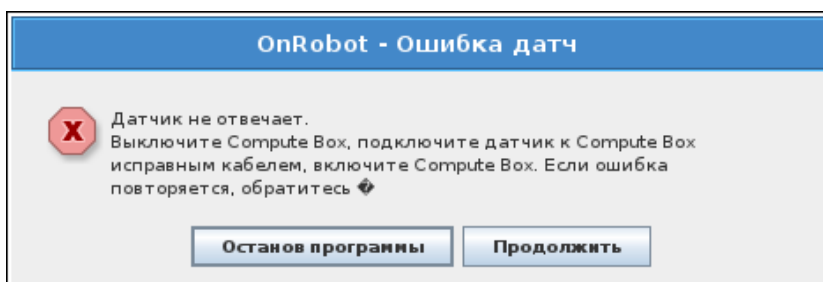 OnRobot - Ошибка датч
Датчик не отвечает.
Выключите Compute Box, подключите датчик к Compute Box
исправным кабелем, включите Compute Box. Если ошибка
повторяется, обратитесь �
Останов программы
Продолжить